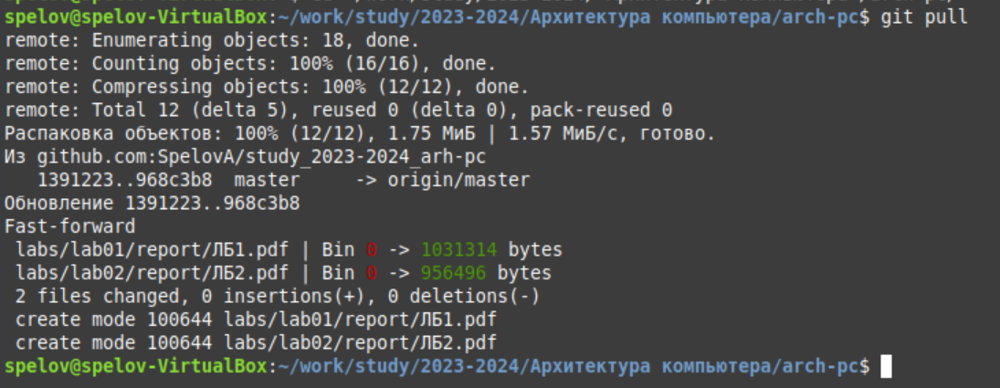 spelov@spelov-VirtualBox:~/work/study/2023-2024/Архитектура компьютера/arch-pc$ git pull
remote: Enumerating objects: 18, done.
remote: Counting objects: 100% (16/16), done.
remote: Compressing objects: 100% (12/12), done.
remote: Total 12 (delta 5), reused 0 (delta 0), pack-reused 0
Распаковка объектов: 100% (12/12), 1.75 МиБ | 1.57 МиБ/с, готово.
Из github.com:SpelovA/study_2023-2024_arh-pc
   1391223..968c3b8  master     -> origin/master
Обновление 1391223..968c3b8
Fast-forward
 labs/lab01/report/ЛБ1.pdf | Bin 0 -> 1031314 bytes
 labs/lab02/report/ЛБ2.pdf | Bin 0 -> 956496 bytes
 2 files changed, 0 insertions(+), 0 deletions(-)
 create mode 100644 labs/lab01/report/ЛБ1.pdf
 create mode 100644 labs/lab02/report/ЛБ2.pdf
spelov@spelov-VirtualBox:~/work/study/2023-2024/Архитектура компьютера/arch-pc$